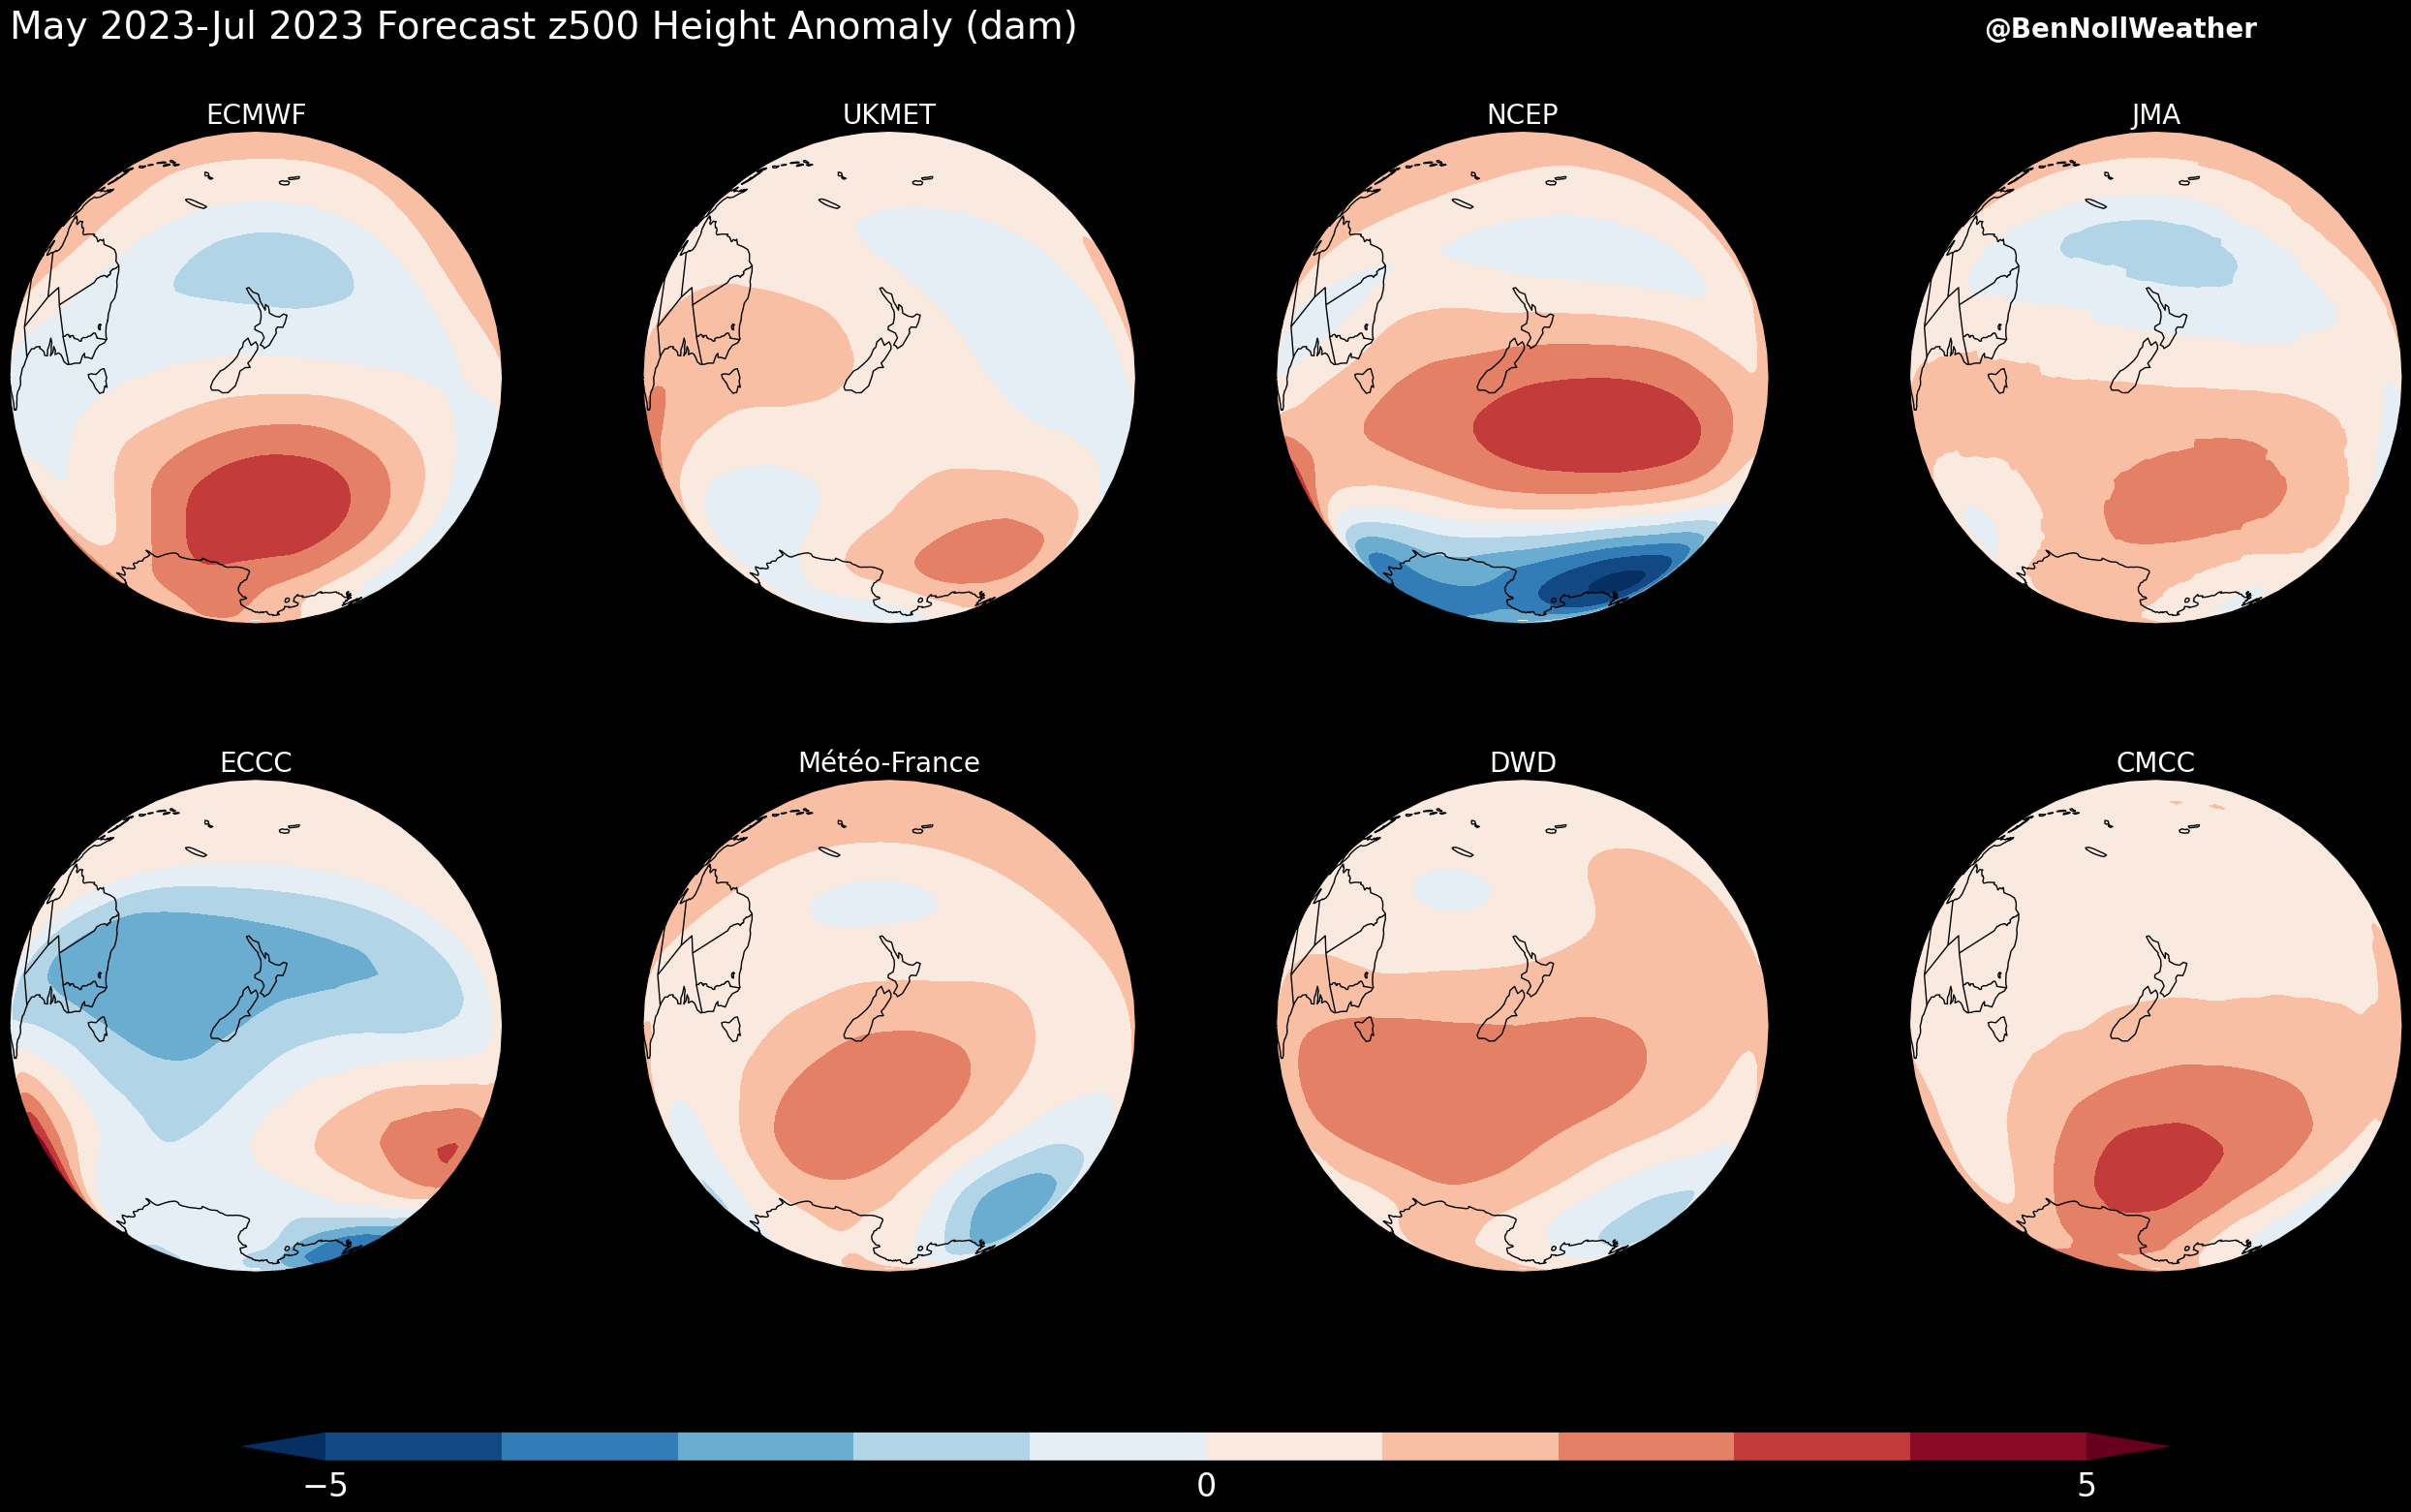 May 2023-Jul 2023 Forecast z500 Height Anomaly (dam)
@BenNollWeather
ECMWF
UKMET
NCEP
JMA
ECCC
Météo-France
DWD
CMCC
−5
0
5